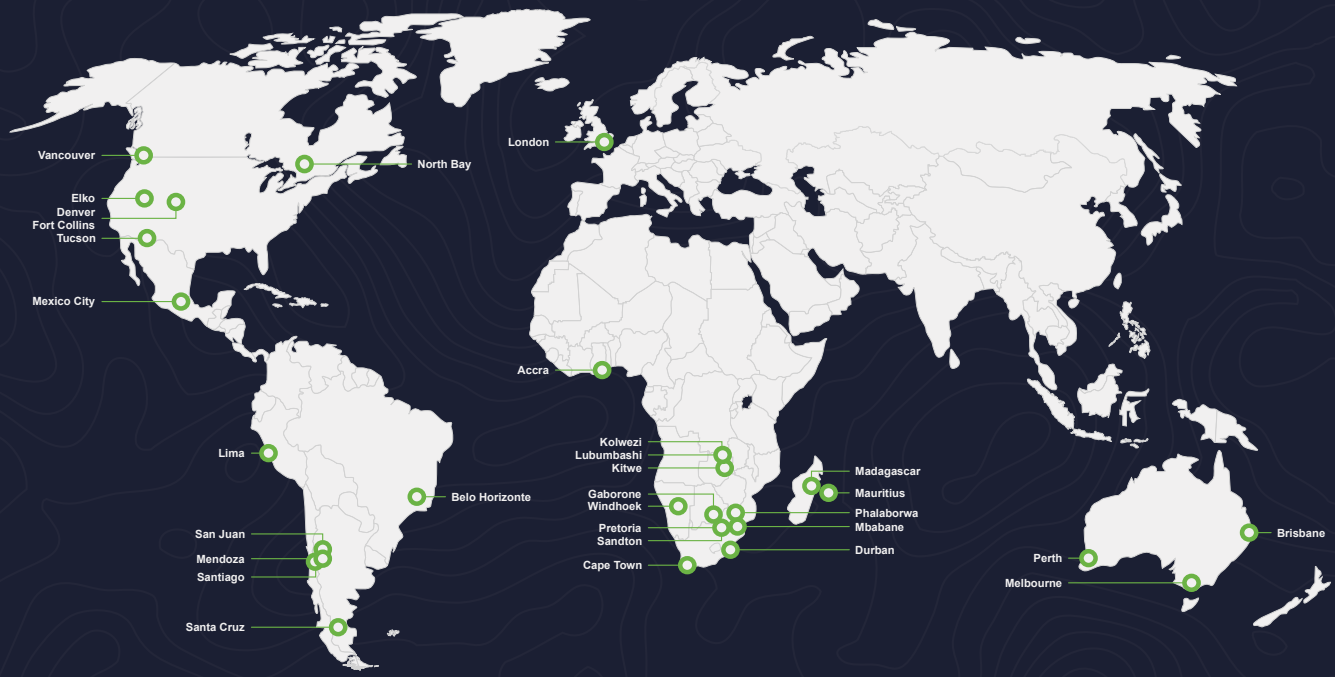 Vancouver
North Bay
Elko
Denver
Fort Collins
Tucson
Mexico City
London
Accra
Lima
Belo Horizonte
San Juan
Mendoza
Santiago
Santa Cruz
Kolwezi
Lubumbashi
Kitwe
Gaborone
Windhoek
Pretoria
Sandton
Cape Town
Madagascar
Mauritius
Phalaborwa
Mbabane
Durban
Brisbane
Perth
Melbourne